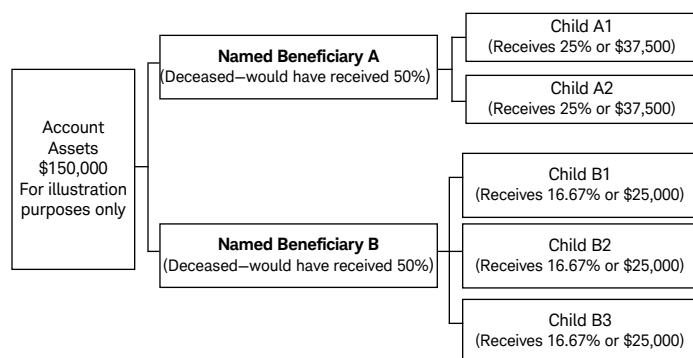 Account
Assets
$150,000
For illustration
purposes only
Named Beneficiary A
(Deceased—would have received 50%)
Child A1
(Receives 25% or $37,500)
Child A2
(Receives 25% or $37,500)
Named Beneficiary B
(Deceased—would have received 50%)
Child B1
(Receives 16.67% or $25,000)
Child B2
(Receives 16.67% or $25,000)
Child B3
(Receives 16.67% or $25,000)